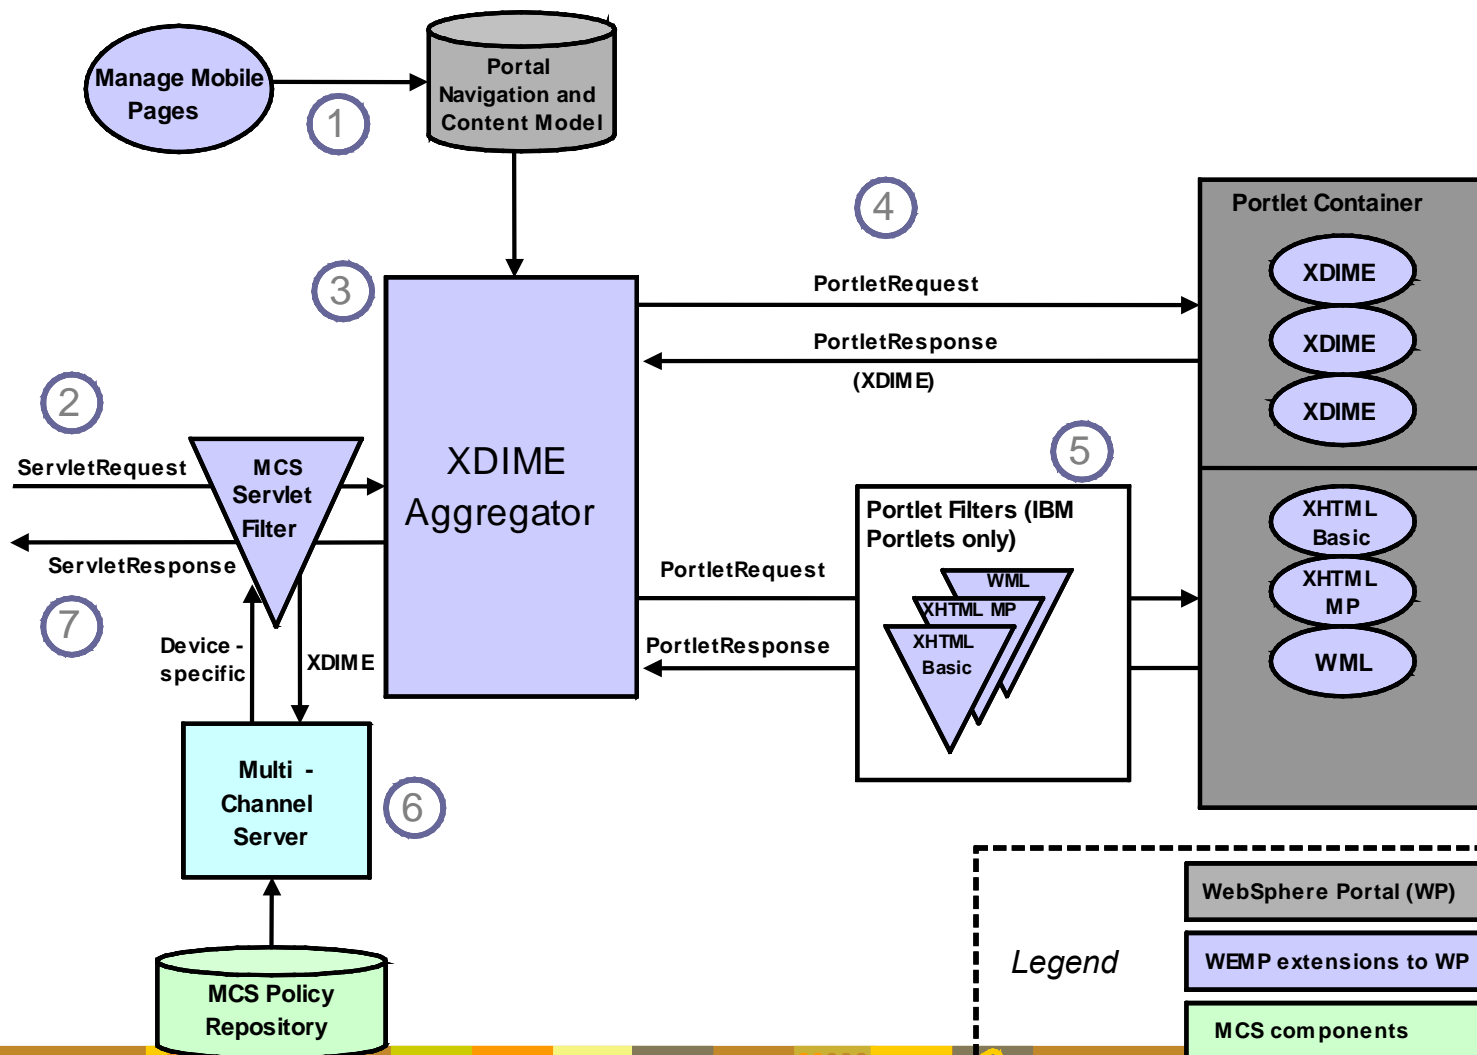 Manage Mobile
Pages
1
Portal
Navigation and
Content Model
4
Portlet Container
XDIME
XDIME
XDIME
3
PortletRequest
PortletResponse
(XDIME)
2
ServletRequest
MCS
Servlet
Filter
XDIME
Aggregator
5
Portlet Filters (IBM
Portlets only)
WML
XHTML MP
XHTML
Basic
XHTML
Basic
XHTML
MP
WML
ServletResponse
7
PortletRequest
PortletResponse
Device -
specific
XDIME
Multi -
Channel
Server
6
MCS Policy
Repository
Legend
WebSphere Portal (WP)
WEMP extensions to WP
MCS components